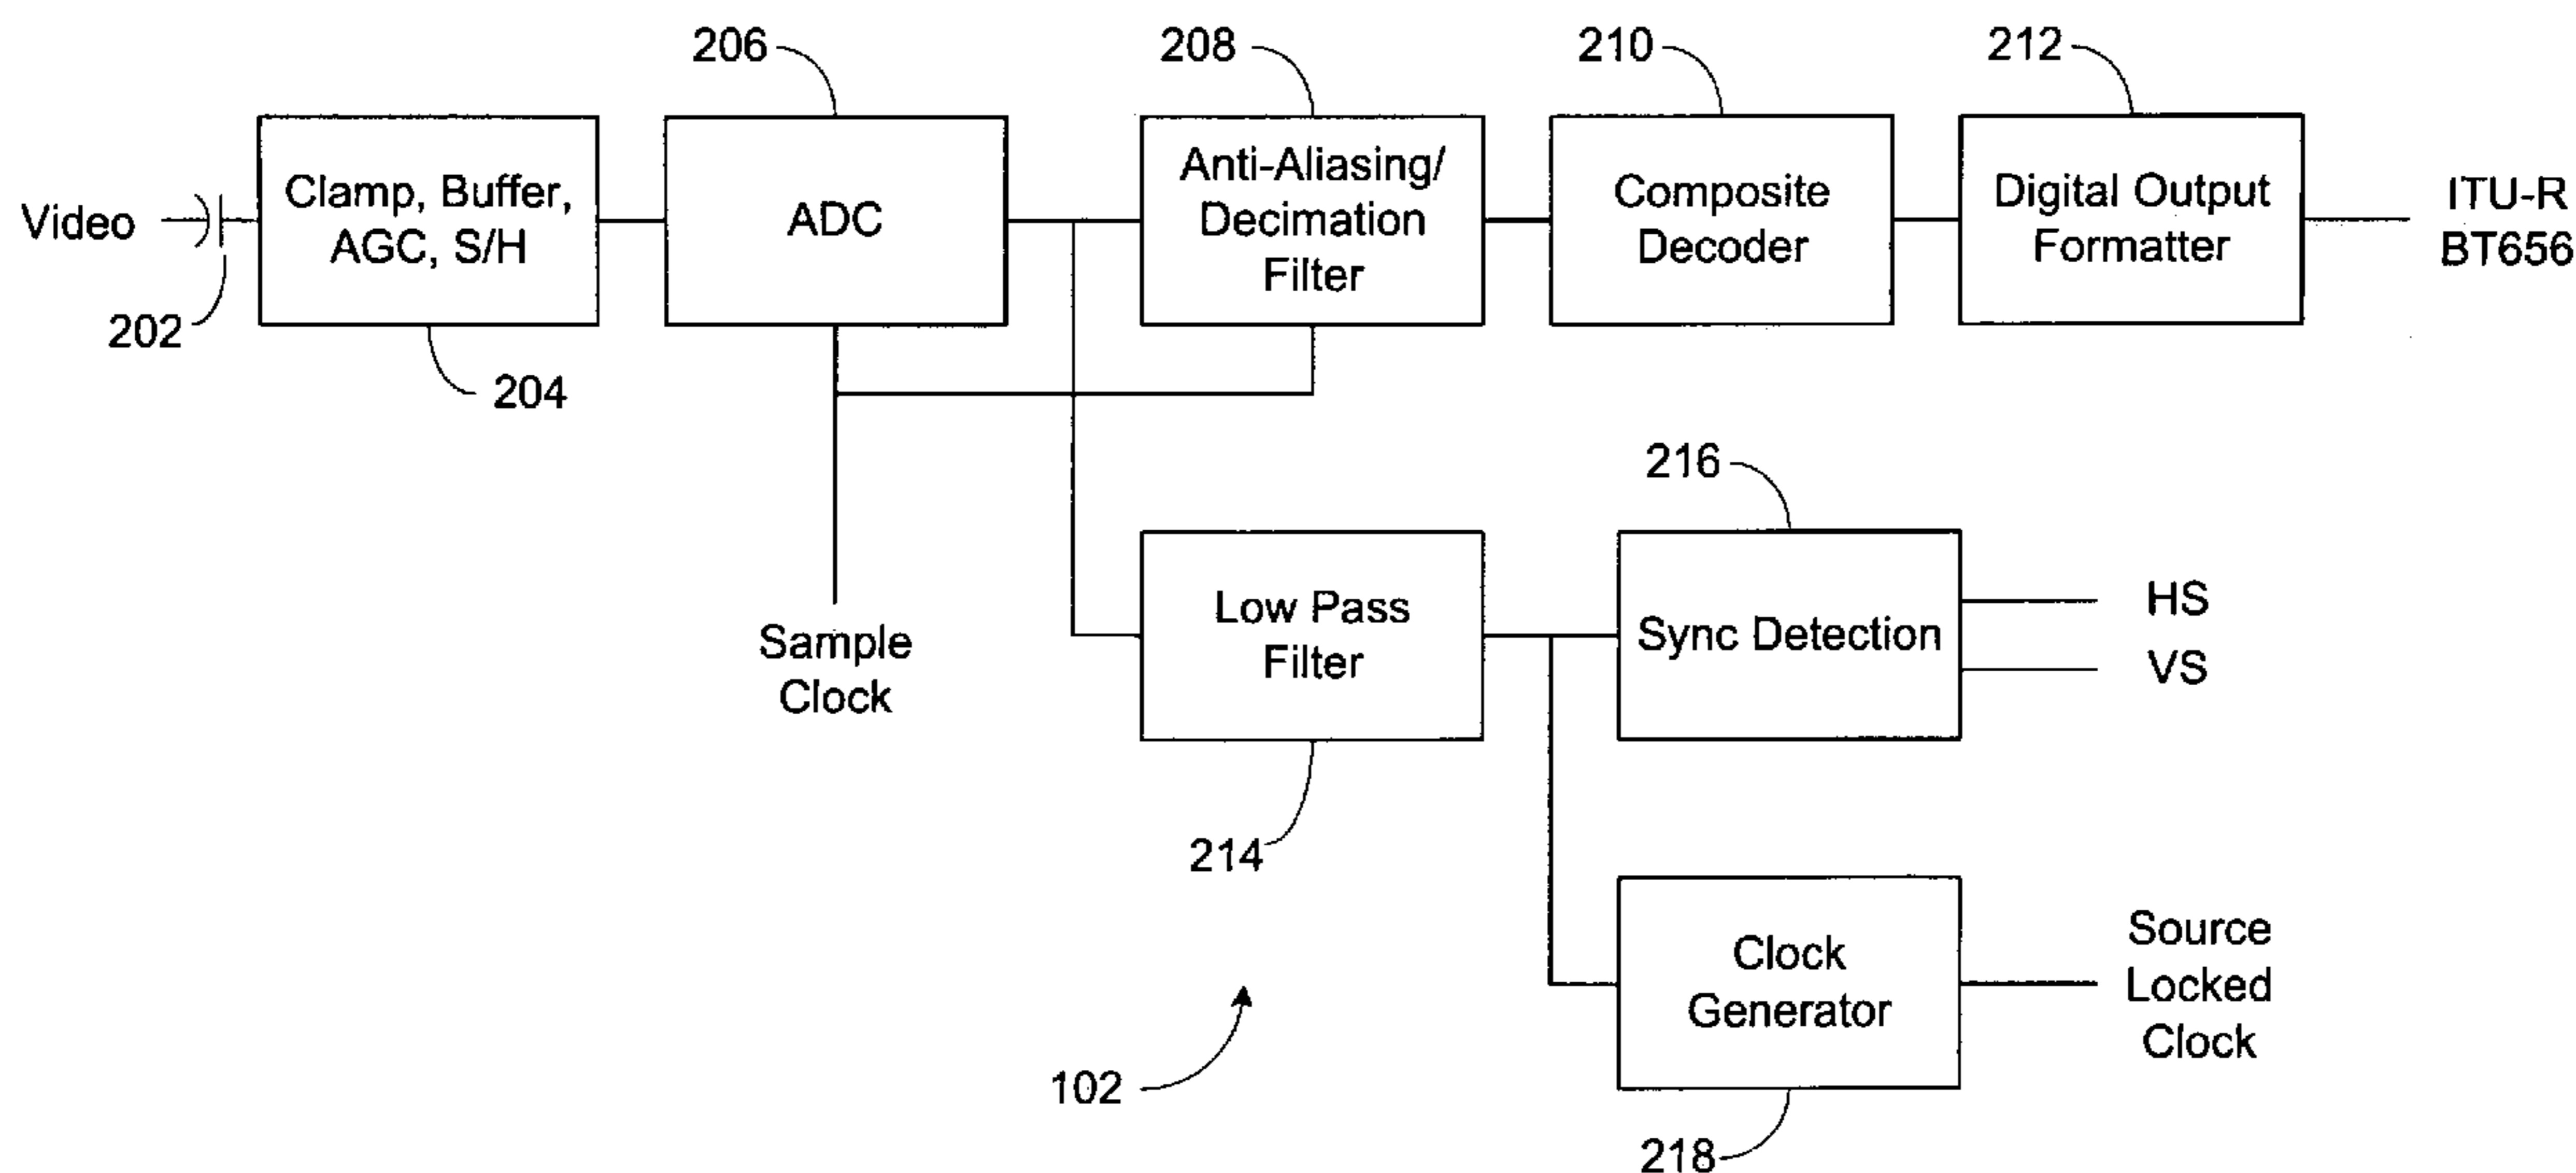 206
208
210
212
Video
Clamp, Buffer,
AGC, S/H
ADC
Anti-Aliasing/
Decimation
Filter
Composite
Decoder
Digital Output
Formatter
ITU-R
BT656
202
204
216
Sample
Clock
Low Pass
Filter
Sync Detection
HS
VS
214
Clock
Generator
Source
Locked
Clock
102
218